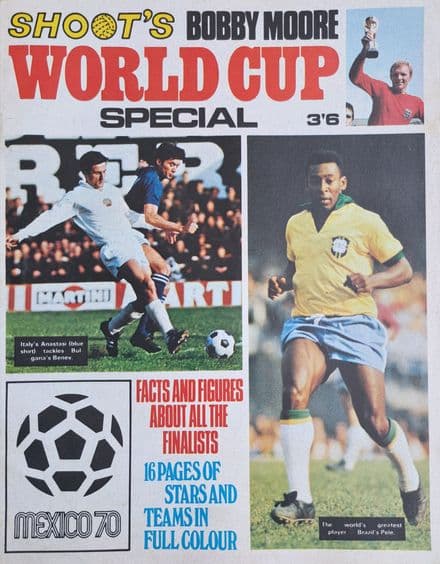 SHOOT'S BOBBY MOORE
WORLD CUP
SPECIAL 3'6
RER
MARTINI
MARTI
Italy's Anastasi (blue
shirt) tackles Bul
garia's Benev.
FACTS AND FIGURES
ABOUT ALL THE
FINALISTS
16 PAGES OF
STARS AND
TEAMS IN
FULL COLOUR
MEXICO 70
The world's greatest
player Brazil's Pele.